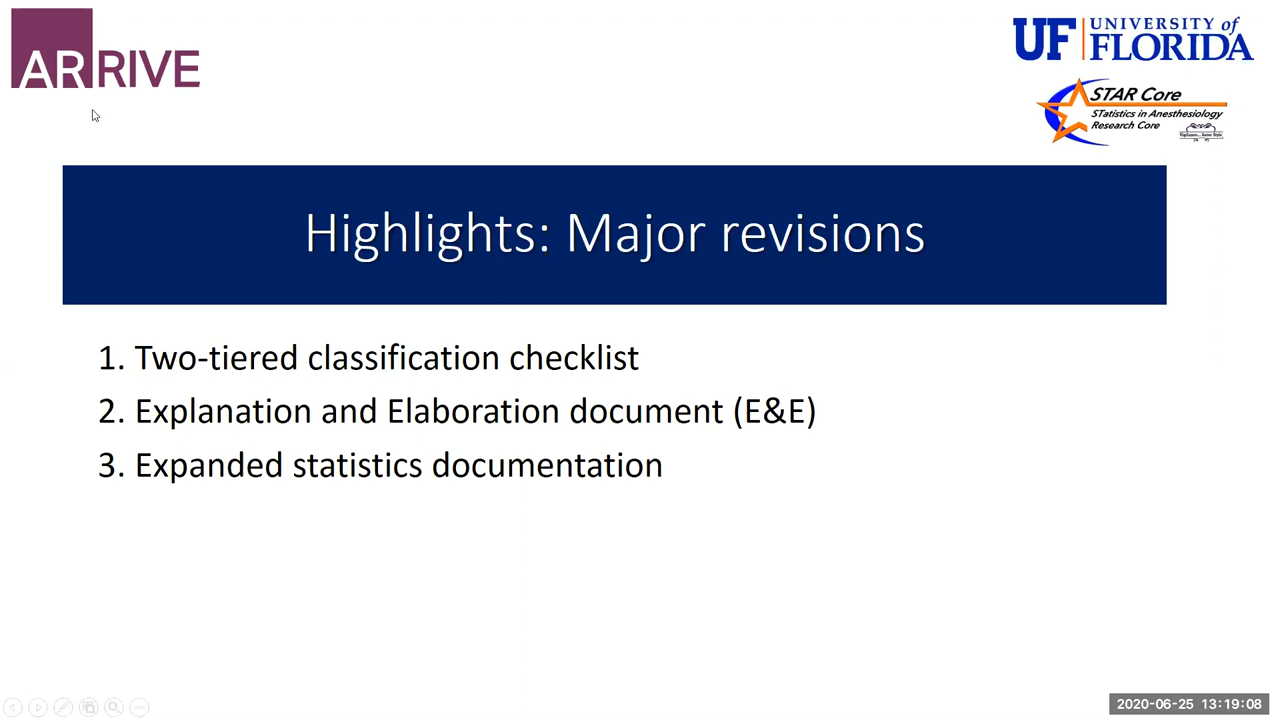 ARRIVE
UF UNIVERSITY of FLORIDA
STAR Core
STatistics in Anesthesiology
Research Core
Highlights: Major revisions
1. Two-tiered classification checklist
2. Explanation and Elaboration document (E&E)
3. Expanded statistics documentation
2020-06-25 13:19:08